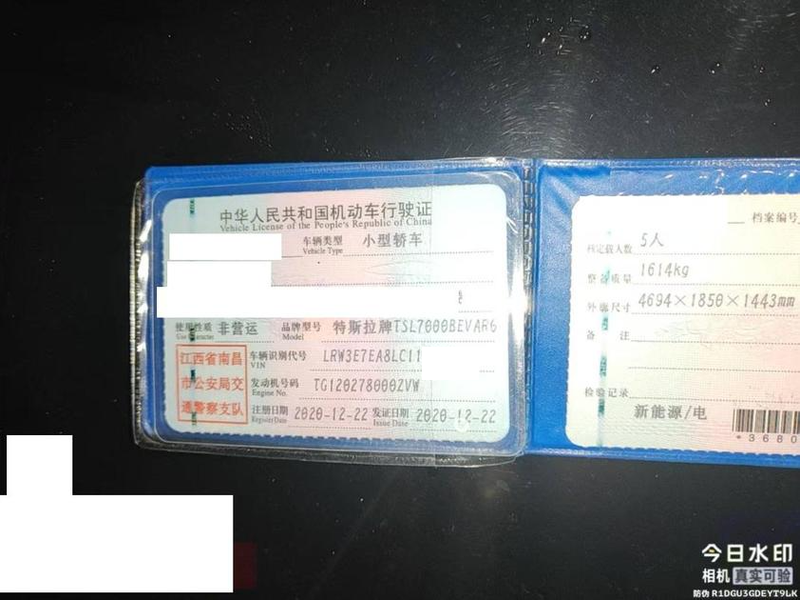 中华人民共和国机动车行驶证
Vehicle License of the People's Republic of China
车辆类型 小型轿车
Vehicle Type
使用性质 非营运 品牌型号 特斯拉牌TSL7000BEVAR6
Use Character Model
江西省南昌
市公安局交
通警察支队
车辆识别代号 LRW3E7EA8LC11
VIN
发动机号码 TG1202780002VW
Engine No.
注册日期 2020-12-22 发证日期 2020-12-22
Register Date Issue Date
档案编号
核定载人数 5人
整备质量 1614kg
外廓尺寸 4694×1850×1443mm
备 注
检验记录
新能源/电
*3680
今日水印
相机 真实可验
防伪 R1DGU3GDEYT9LK